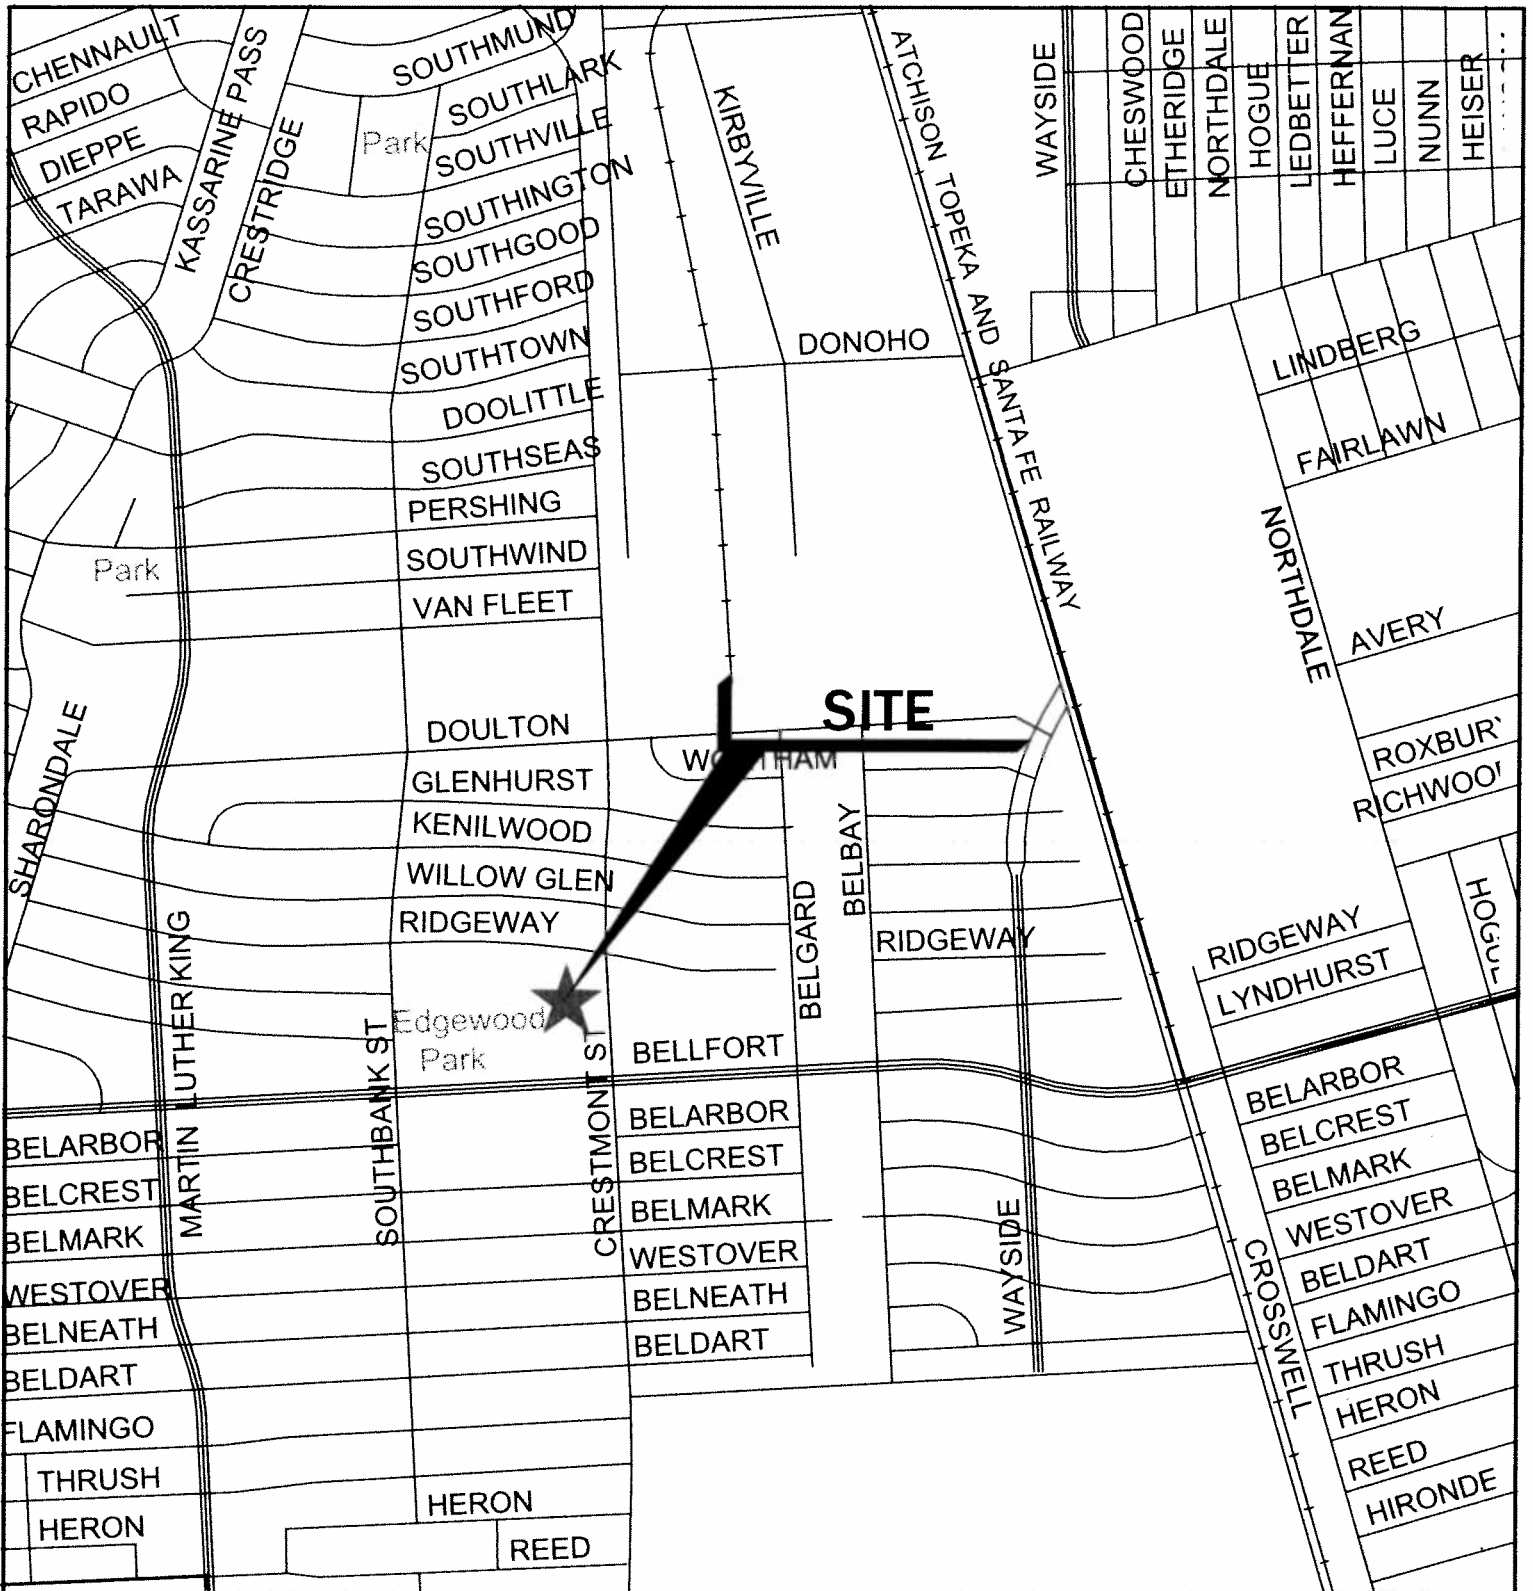 CHENNAULT
RAPIDO
DIEPPE
TARAWA
KASSARINE PASS
CRESTRIDGE
Park
SOUTHMUND
SOUTHLARK
SOUTHVILLE
SOUTHINGTON
SOUTHGOOD
SOUTHFORD
SOUTHTOWN
DOOLITTLE
SOUTHSEAS
PERSHING
SOUTHWIND
VAN FLEET
KIRBYVILLE
DONOHO
ATCHISON TOPEKA AND SANTA FE RAILWAY
WAYSIDE
CHESWOOD
ETHERIDGE
NORTHDALE
HOGUE
LEDBETTER
HEFFERNAN
LUCE
NUNN
HEISER
LINDBERG
FAIRLAWN
NORTHDALE
AVERY
ROXBURY
Park
SHARONDALE
DOULTON
GLENHURST
KENILWOOD
WILLOW GLEN
RIDGEWAY
SITE
BELBAY
BELGARD
RIDGEWAY
RIDGEWAY
LYNDHURST
MARTIN LUTHER KING
SOUTHBANK ST
Edgewood
Park
CRESTMONT ST
BELLFORT
BELARBOR
BELCREST
BELMARK
WESTOVER
BELNEATH
BELDART
FLAMINGO
THRUSH
HERON
BELARBOR
BELCREST
BELMARK
WESTOVER
BELNEATH
BELDART
HERON
REED
WAYSIDE
CROSSWELL
BELARBOR
BELCREST
BELMARK
WESTOVER
BELDART
FLAMINGO
THRUSH
HERON
REED
HIRONDE